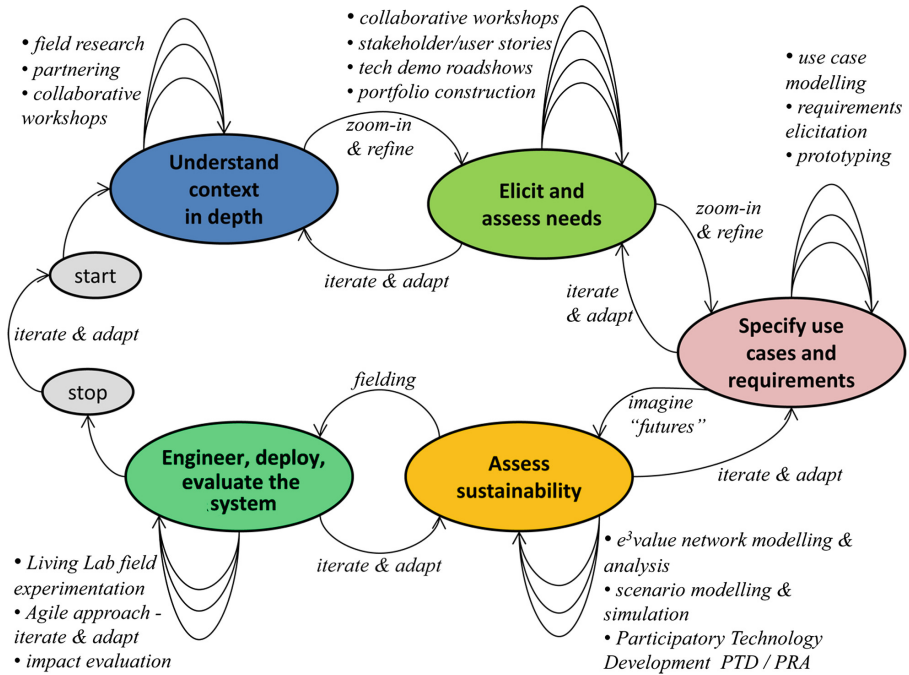 • field research
• partnering
• collaborative
workshops
• collaborative workshops
• stakeholder/user stories
• tech demo roadshows
• portfolio construction
• use case
modelling
• requirements
elicitation
• prototyping
Understand
context
in depth
zoom-in
& refine
Elicit and
assess needs
zoom-in
& refine
iterate & adapt
start
iterate & adapt
iterate
& adapt
Specify use
cases and
requirements
stop
fielding
imagine
“futures”
Engineer, deploy,
evaluate the
system
Assess
sustainability
iterate & adapt
iterate & adapt
• Living Lab field
experimentation
• Agile approach -
iterate & adapt
• impact evaluation
• e³value network modelling &
analysis
• scenario modelling &
simulation
• Participatory Technology
Development PTD / PRA